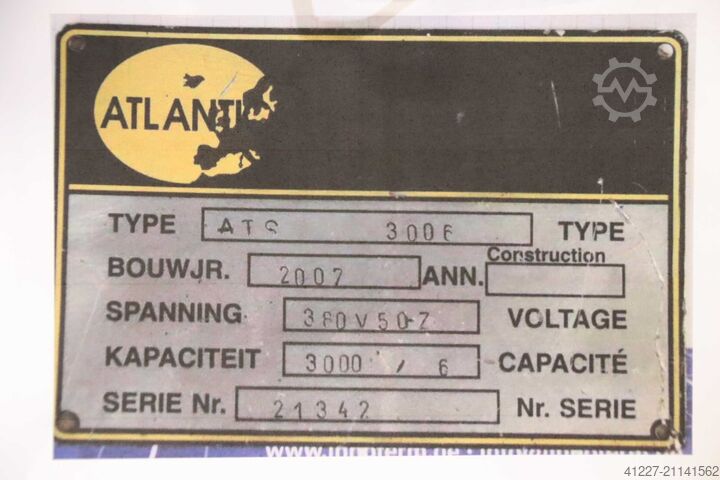 ATLANTI
TYPE ATS 3006 TYPE
Construction
BOUWJR. 2007 ANN.
SPANNING 380V50-Z VOLTAGE
KAPACITEIT 3000 / 6 CAPACITÉ
SERIE Nr. 21342 Nr. SERIE
41227-21141562